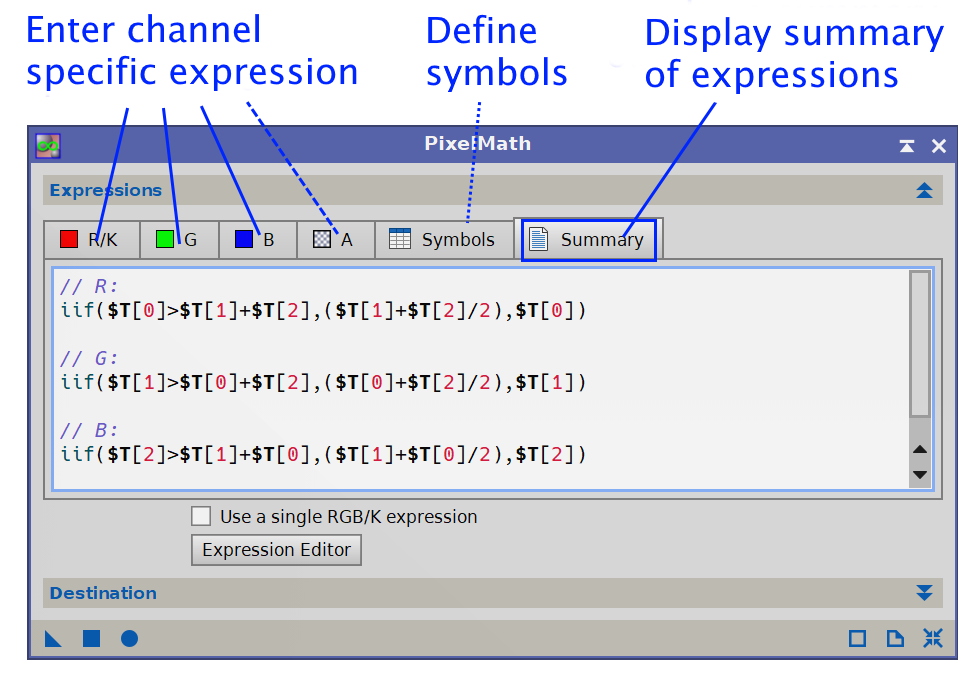 Enter channel
specific expression
Define
symbols
Display summary
of expressions
PixelMath
Expressions
R/K
G
B
A
Symbols
Summary
// R:
iif($T[0]>$T[1]+$T[2],($T[1]+$T[2]/2),$T[0])
// G:
iif($T[1]>$T[0]+$T[2],($T[0]+$T[2]/2),$T[1])
// B:
iif($T[2]>$T[1]+$T[0],($T[1]+$T[0]/2),$T[2])
Use a single RGB/K expression
Expression Editor
Destination